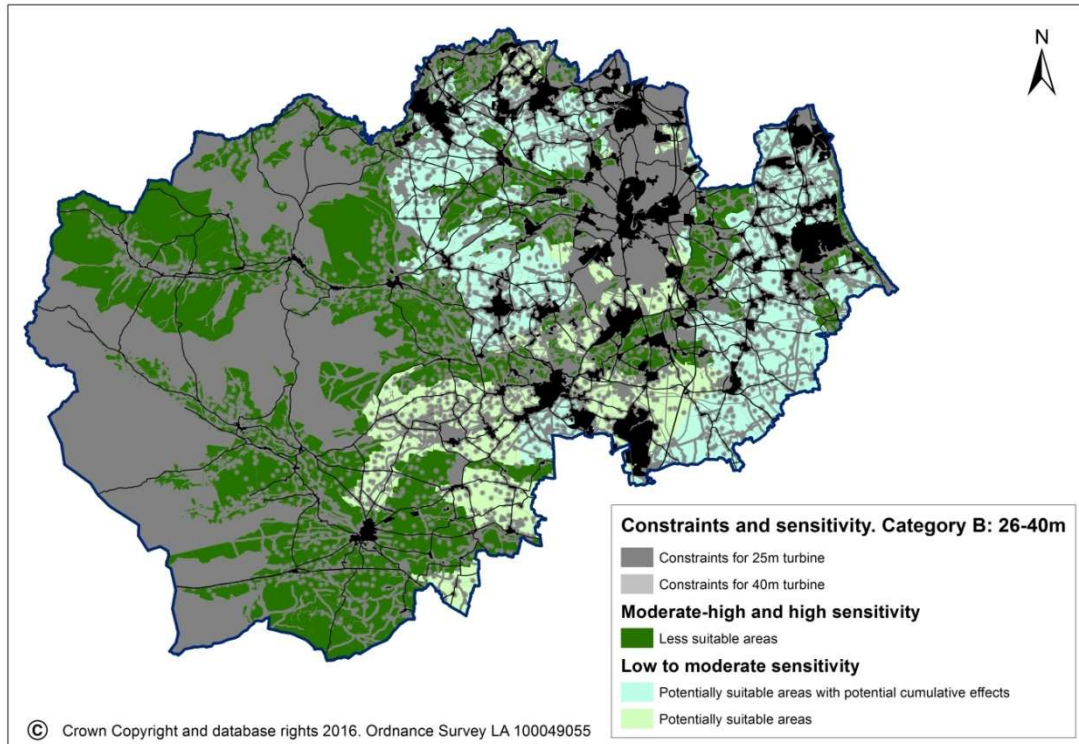 N
Constraints and sensitivity. Category B: 26-40m
Constraints for 25m turbine
Constraints for 40m turbine
Moderate-high and high sensitivity
Less suitable areas
Low to moderate sensitivity
Potentially suitable areas with potential cumulative effects
Potentially suitable areas
© Crown Copyright and database rights 2016. Ordnance Survey LA 100049055